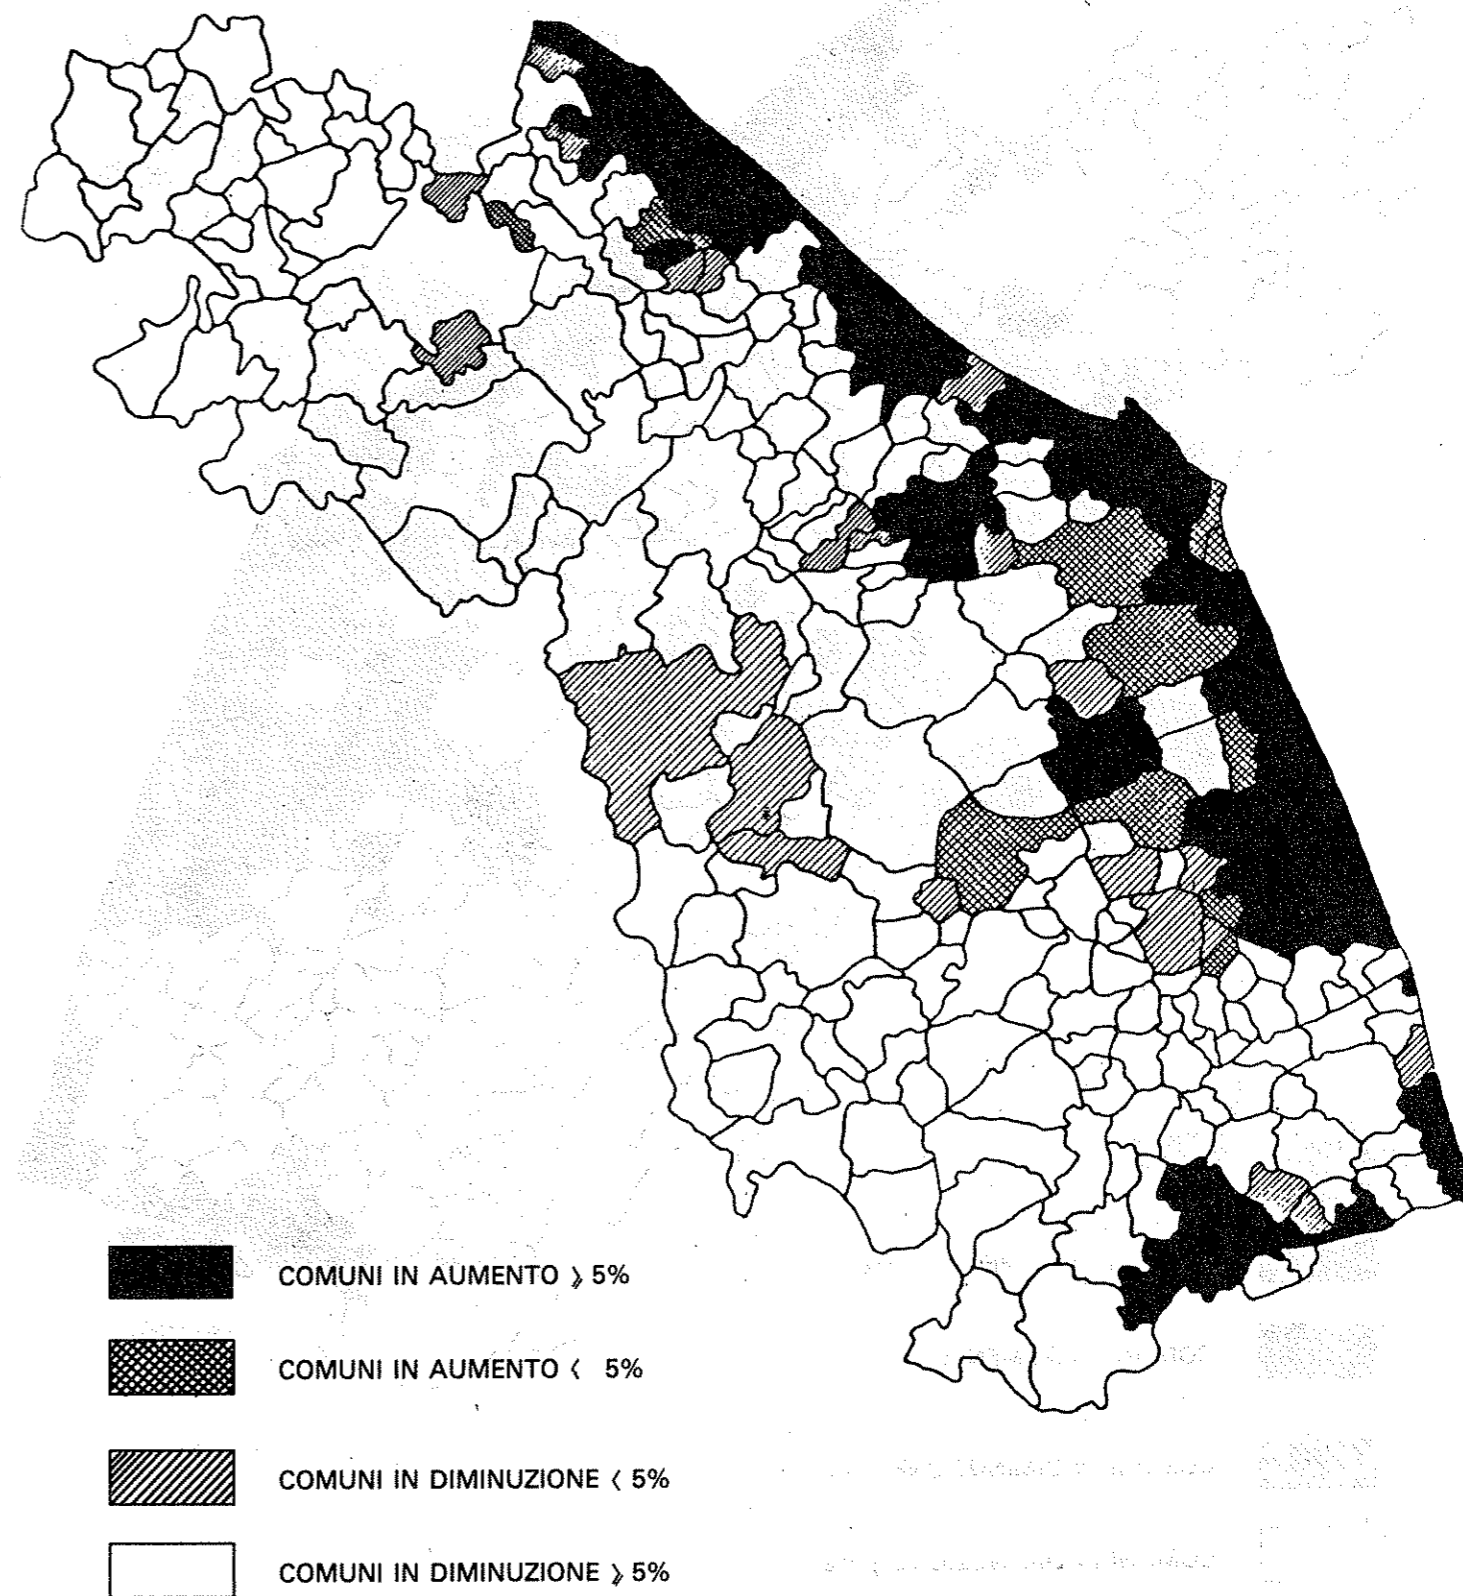 COMUNI IN AUMENTO ⩾ 5%
COMUNI IN AUMENTO < 5%
COMUNI IN DIMINUZIONE < 5%
COMUNI IN DIMINUZIONE ⩾ 5%